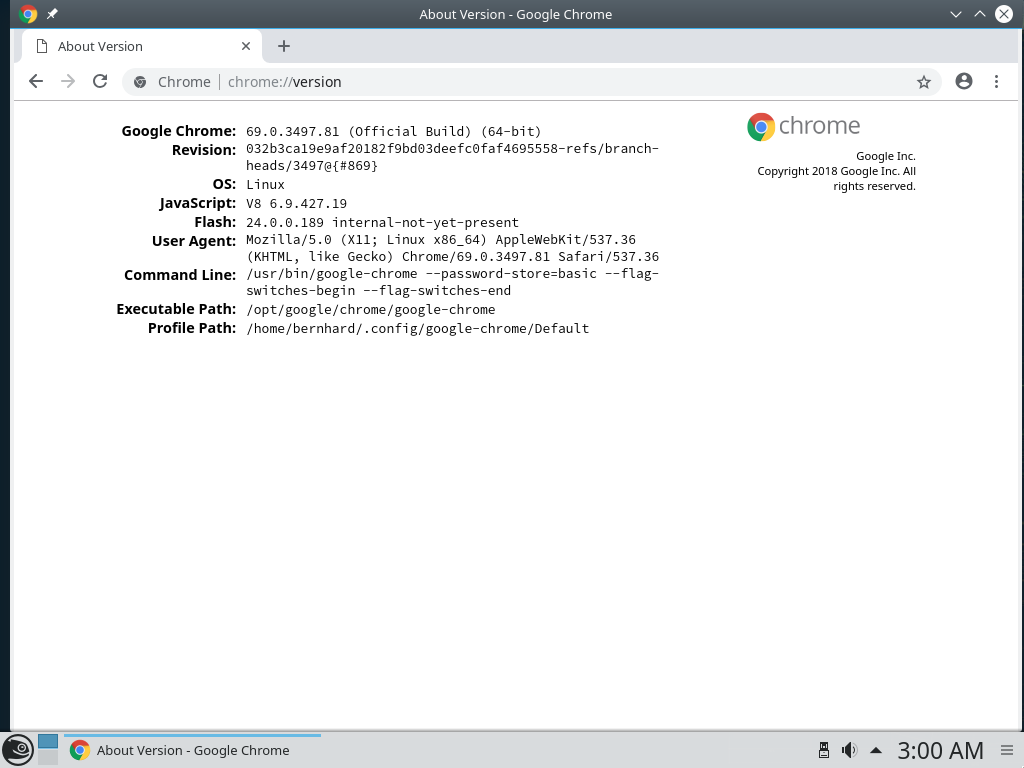 About Version - Google Chrome
About Version
Chrome | chrome://version
Google Chrome: 69.0.3497.81 (Official Build) (64-bit)
Revision: 032b3ca19e9af20182f9bd03deefc0faf4695558-refs/branch-
heads/3497@{#869}
OS: Linux
JavaScript: V8 6.9.427.19
Flash: 24.0.0.189 internal-not-yet-present
User Agent: Mozilla/5.0 (X11; Linux x86_64) AppleWebKit/537.36
(KHTML, like Gecko) Chrome/69.0.3497.81 Safari/537.36
Command Line: /usr/bin/google-chrome --password-store=basic --flag-
switches-begin --flag-switches-end
Executable Path: /opt/google/chrome/google-chrome
Profile Path: /home/bernhard/.config/google-chrome/Default
chrome
Google Inc.
Copyright 2018 Google Inc. All
rights reserved.
About Version - Google Chrome
3:00 AM